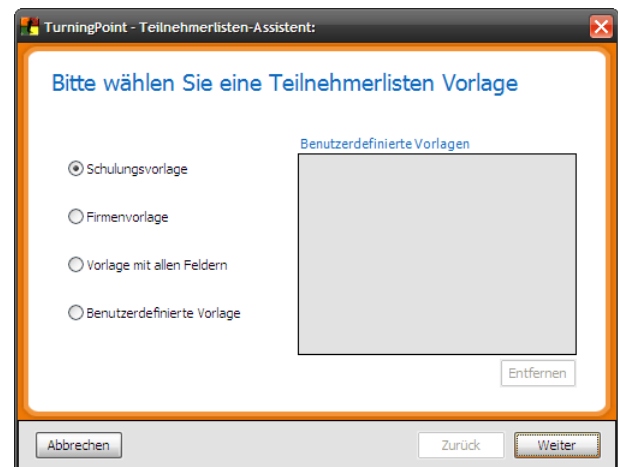 TurningPoint - Teilnehmerlisten-Assistent:
Bitte wählen Sie eine Teilnehmerlisten Vorlage
Benutzerdefinierte Vorlagen
Schulungsvorlage
Firmenvorlage
Vorlage mit allen Feldern
Benutzerdefinierte Vorlage
Entfernen
Abbrechen
Zurück
Weiter